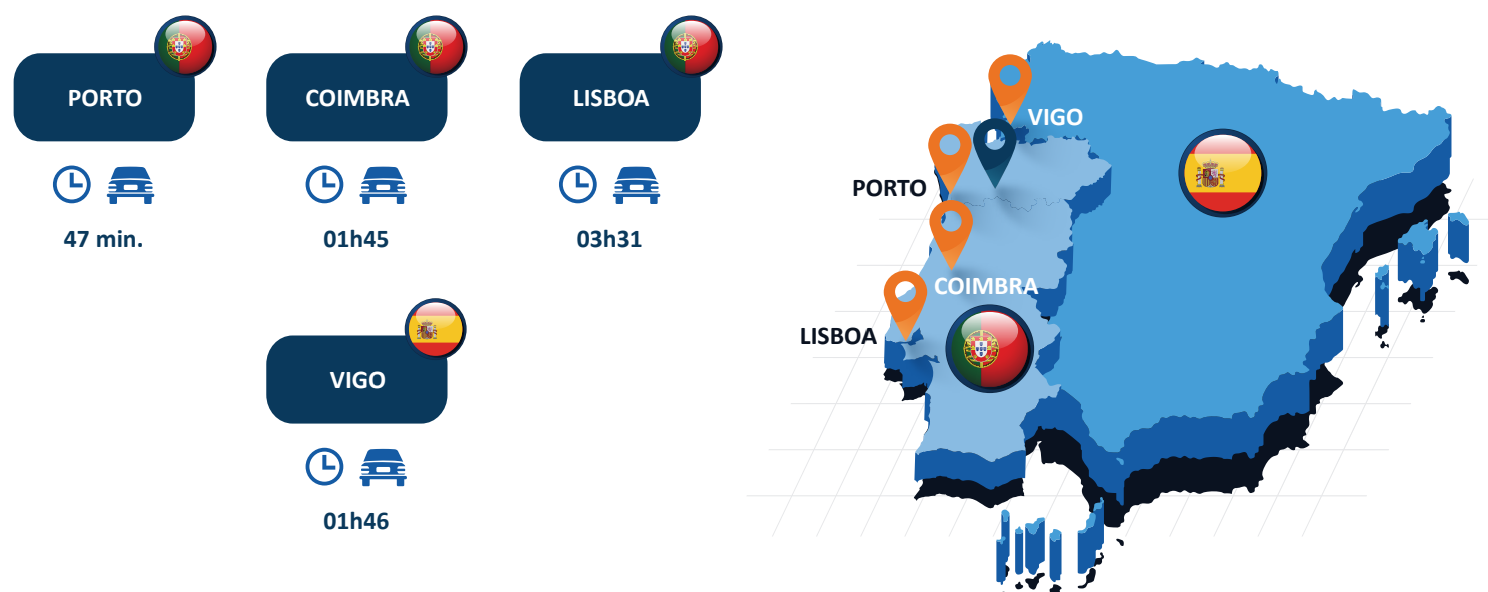 PORTO
47 min.
COIMBRA
01h45
LISBOA
03h31
VIGO
01h46
VIGO
PORTO
COIMBRA
LISBOA